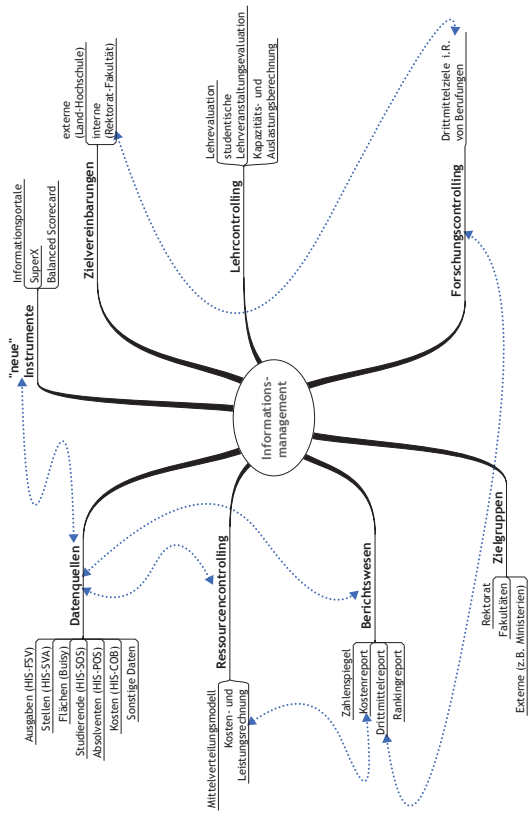 Informations-
management
"neue"
Instrumente
Informationsportale
SuperX
Balanced Scorecard
Zielvereinbarungen
externe
(Land-Hochschule)
interne
(Rektorat-Fakultät)
Lehrcontrolling
Lehrevaluation
studentische
Lehrveranstaltungsevaluation
Kapazitäts- und
Auslastungsberechnung
Forschungscontrolling
Drittmittelziele i.R.
von Berufungen
Datenquellen
Ausgaben (HIS-FSV)
Stellen (HIS-SVA)
Flächen (Buisy)
Studierende (HIS-SOS)
Absolventen (HIS-POS)
Kosten (HIS-COB)
Sonstige Daten
Ressourcencontrolling
Mittelverteilungsmodell
Kosten- und
Leistungsrechnung
Berichtswesen
Zahlenspiegel
Kostenreport
Drittmittelreport
Rankingreport
Zielgruppen
Rektorat
Fakultäten
Externe (z.B. Ministerien)